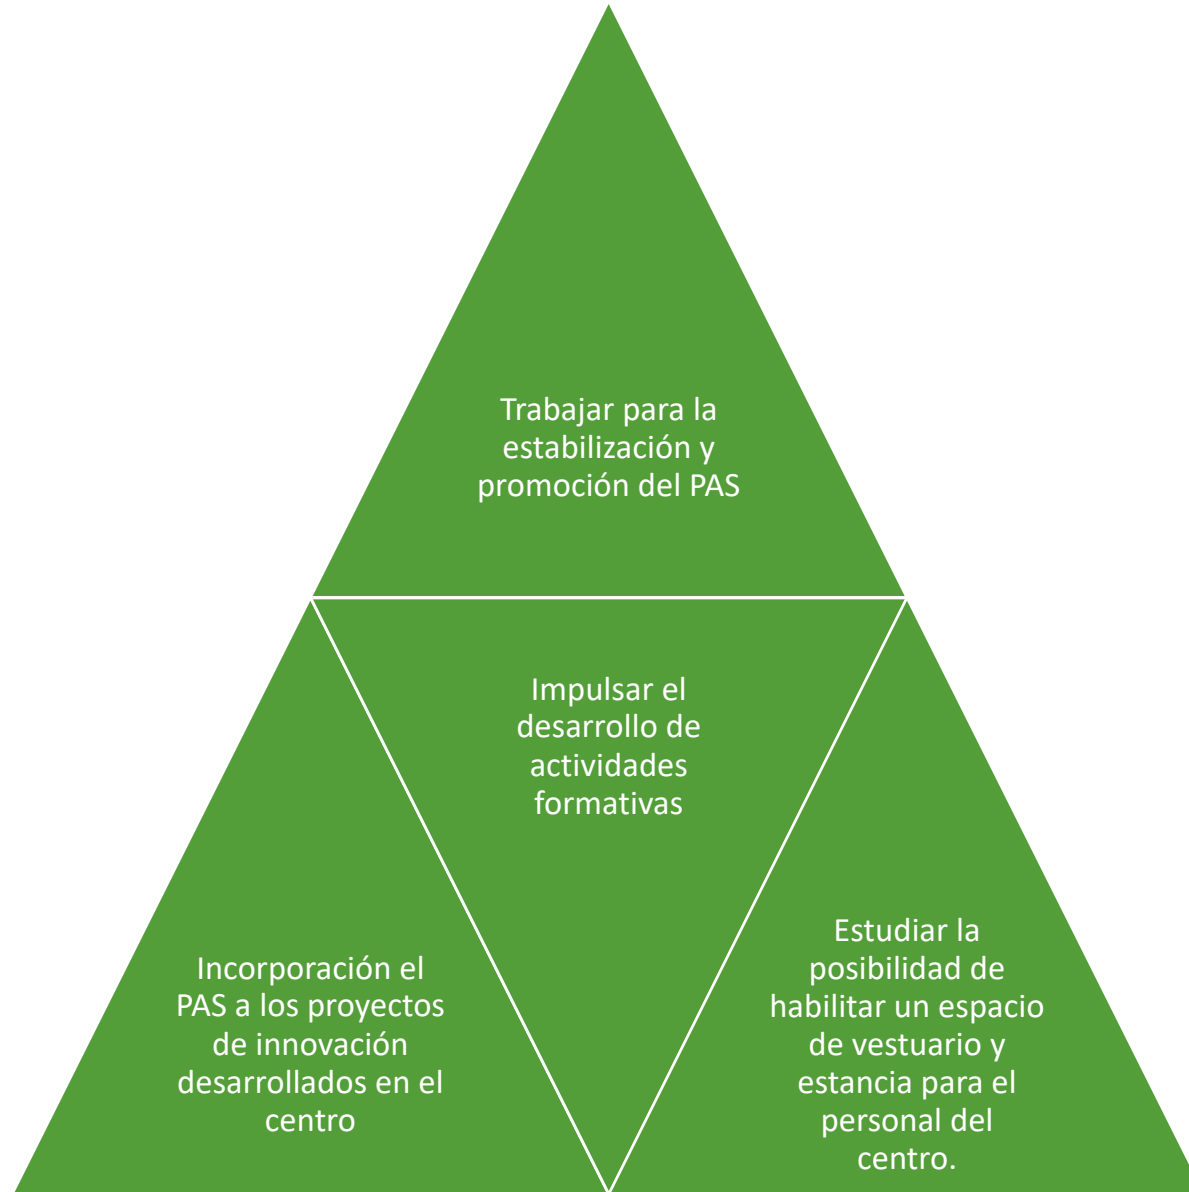 Trabajar para la
estabilización y
promoción del PAS
Impulsar el
desarrollo de
actividades
formativas
Incorporación el
PAS a los proyectos
de innovación
desarrollados en el
centro
Estudiar la
posibilidad de
habilitar un espacio
de vestuario y
estancia para el
personal del
centro.